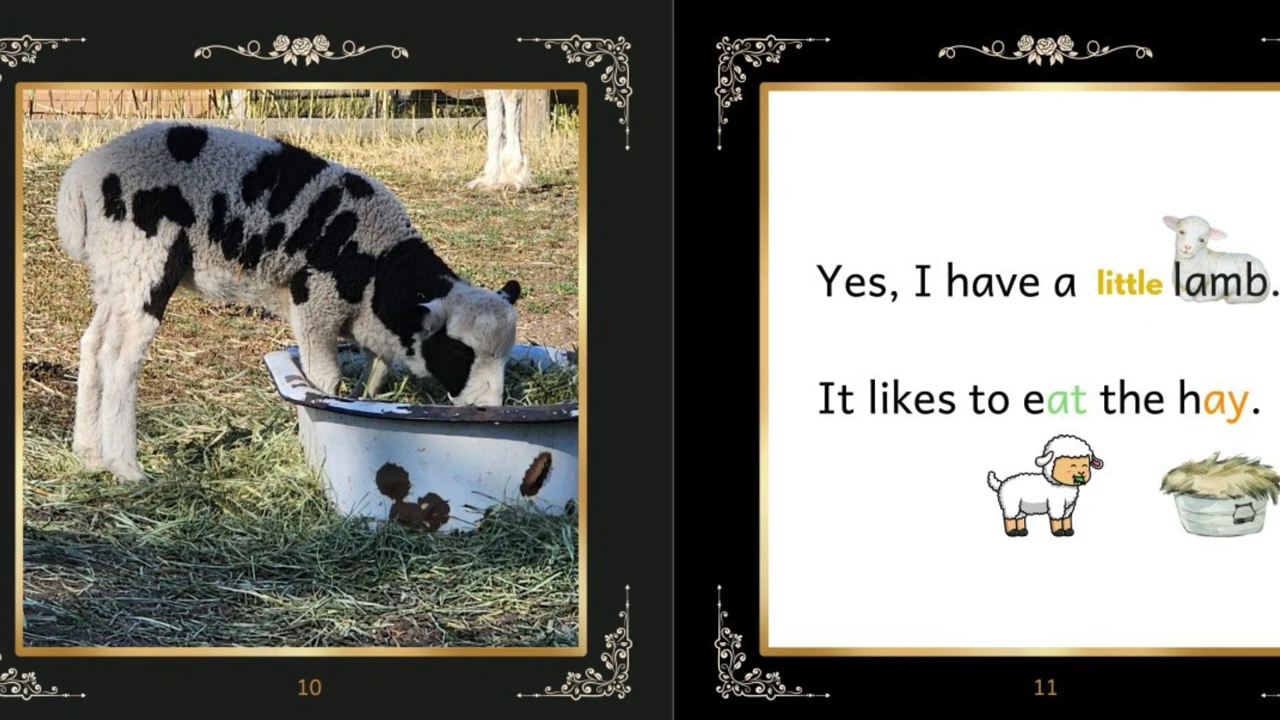 10
Yes, I have a little lamb.
It likes to eat the hay.
11